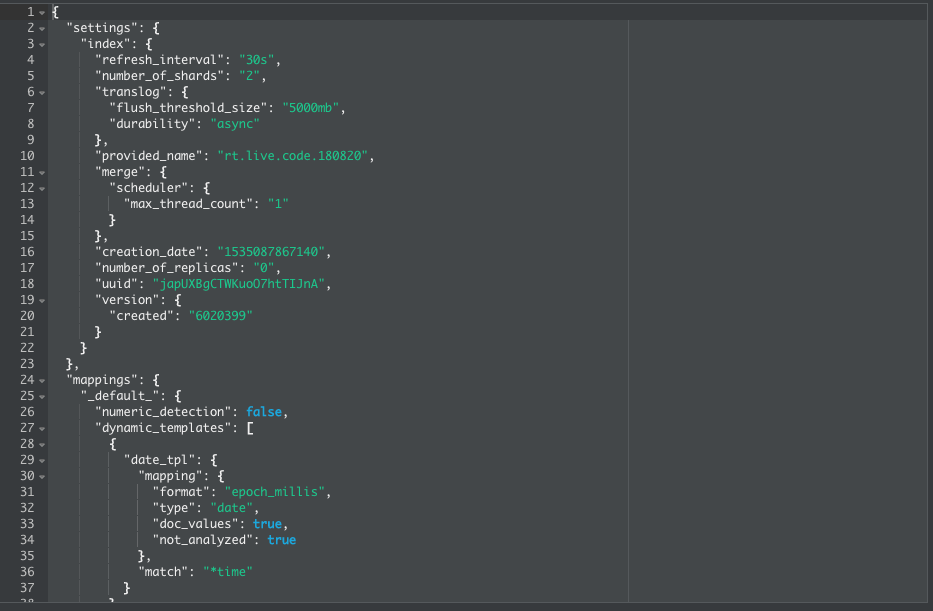 1 {
2 "settings": {
3 "index": {
4 "refresh_interval": "30s",
5 "number_of_shards": "2",
6 "translog": {
7 "flush_threshold_size": "5000mb",
8 "durability": "async"
9 },
10 "provided_name": "rt.live.code.180820",
11 "merge": {
12 "scheduler": {
13 "max_thread_count": "1"
14 }
15 },
16 "creation_date": "1535087867140",
17 "number_of_replicas": "0",
18 "uuid": "japUXBgCTWKuoO7htTIJnA",
19 "version": {
20 "created": "6020399"
21 }
22 }
23 },
24 "mappings": {
25 "_default_": {
26 "numeric_detection": false,
27 "dynamic_templates": [
28 {
29 "date_tpl": {
30 "mapping": {
31 "format": "epoch_millis",
32 "type": "date",
33 "doc_values": true,
34 "not_analyzed": true
35 },
36 "match": "*time"
37 }